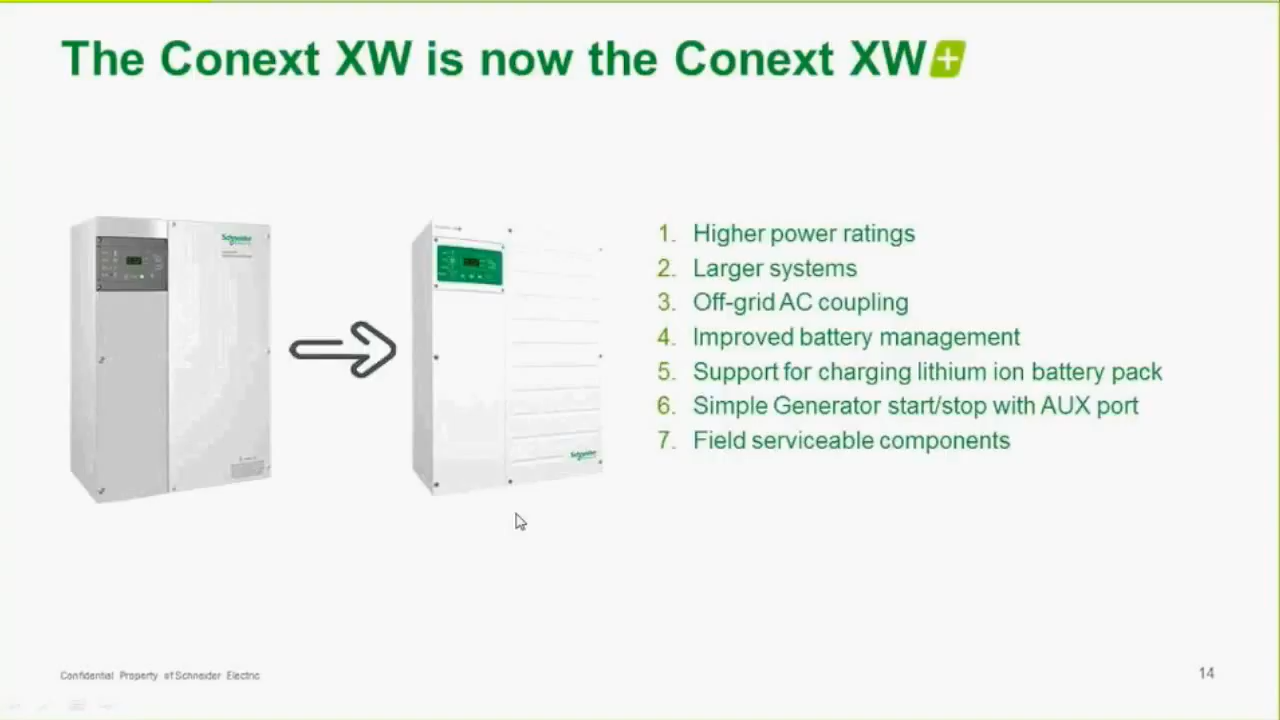 The Conext XW is now the Conext XW+
Schneider
Schneider
1. Higher power ratings
2. Larger systems
3. Off-grid AC coupling
4. Improved battery management
5. Support for charging lithium ion battery pack
6. Simple Generator start/stop with AUX port
7. Field serviceable components
Confidential Property of Schneider Electric
14